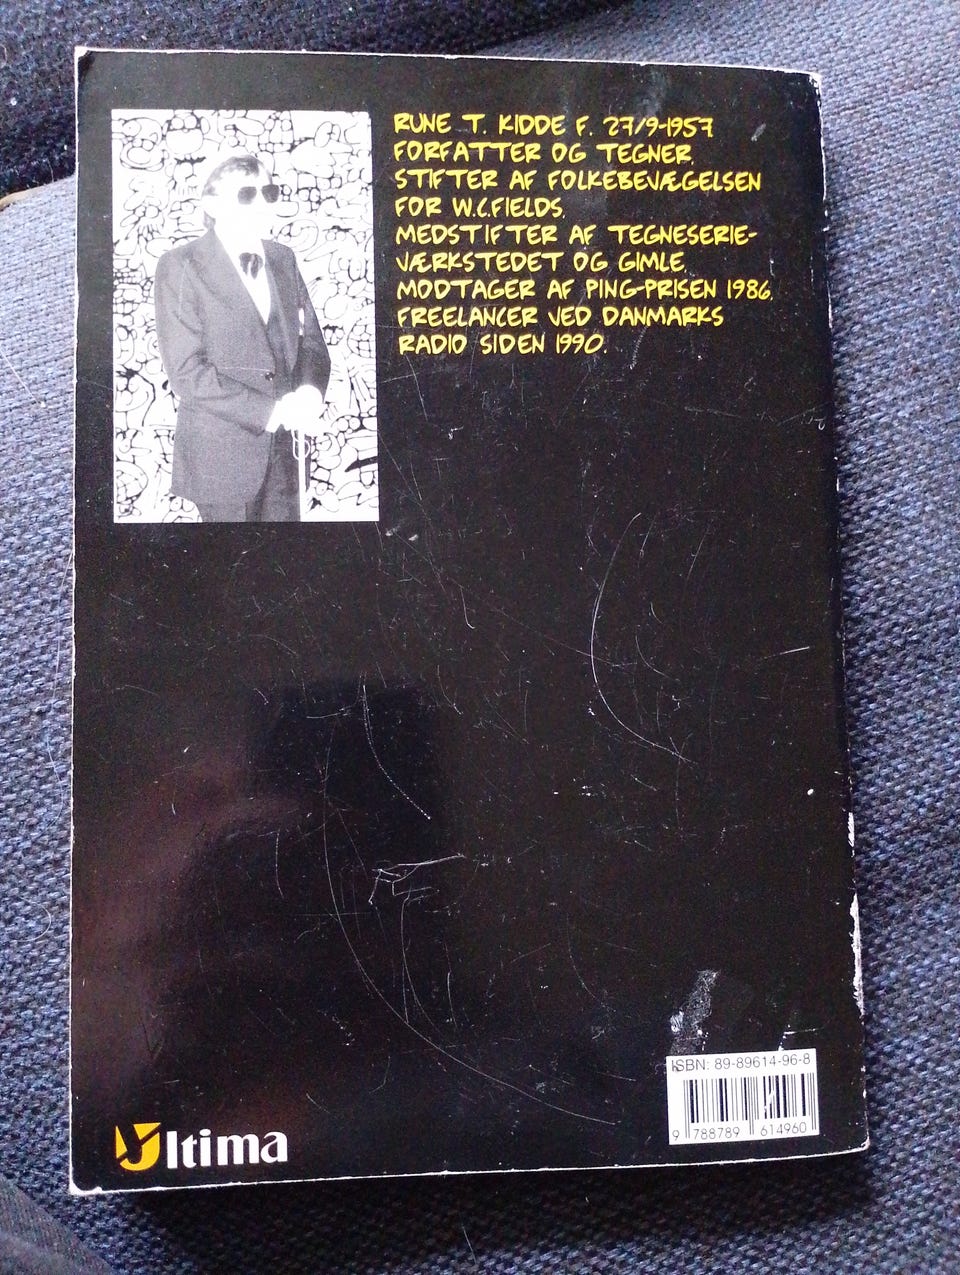 RUNE T. KIDDE F. 27/9-1957
FORFATTER OG TEGNER.
STIFTER AF FOLKEBEVÆGELSEN
FOR W.C.FIELDS.
MEDSTIFTER AF TEGNESERIE-
VÆRKSTEDET OG GIMLE.
MODTAGER AF PING-PRISEN 1986.
FREELANCER VED DANMARKS
RADIO SIDEN 1990.
ISBN: 89-89614-96-8
9 788789 614960
Ultima